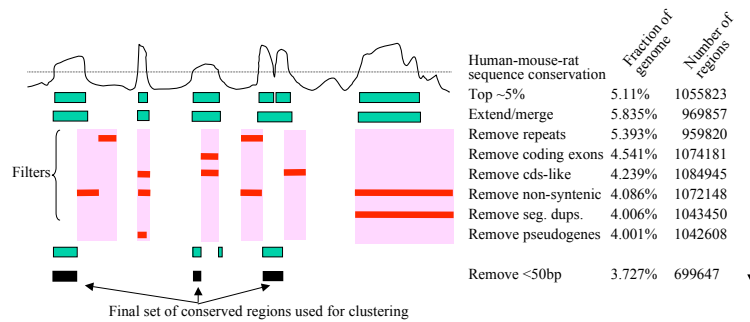 Fraction of
genome
Number of
regions
Human-mouse-rat
sequence conservation
Top ~5% 5.11% 1055823
Extend/merge 5.835% 969857
Remove repeats 5.393% 959820
Remove coding exons 4.541% 1074181
Filters
Remove cds-like 4.239% 1084945
Remove non-syntenic 4.086% 1072148
Remove seg. dups. 4.006% 1043450
Remove pseudogenes 4.001% 1042608
Remove <50bp 3.727% 699647
Final set of conserved regions used for clustering